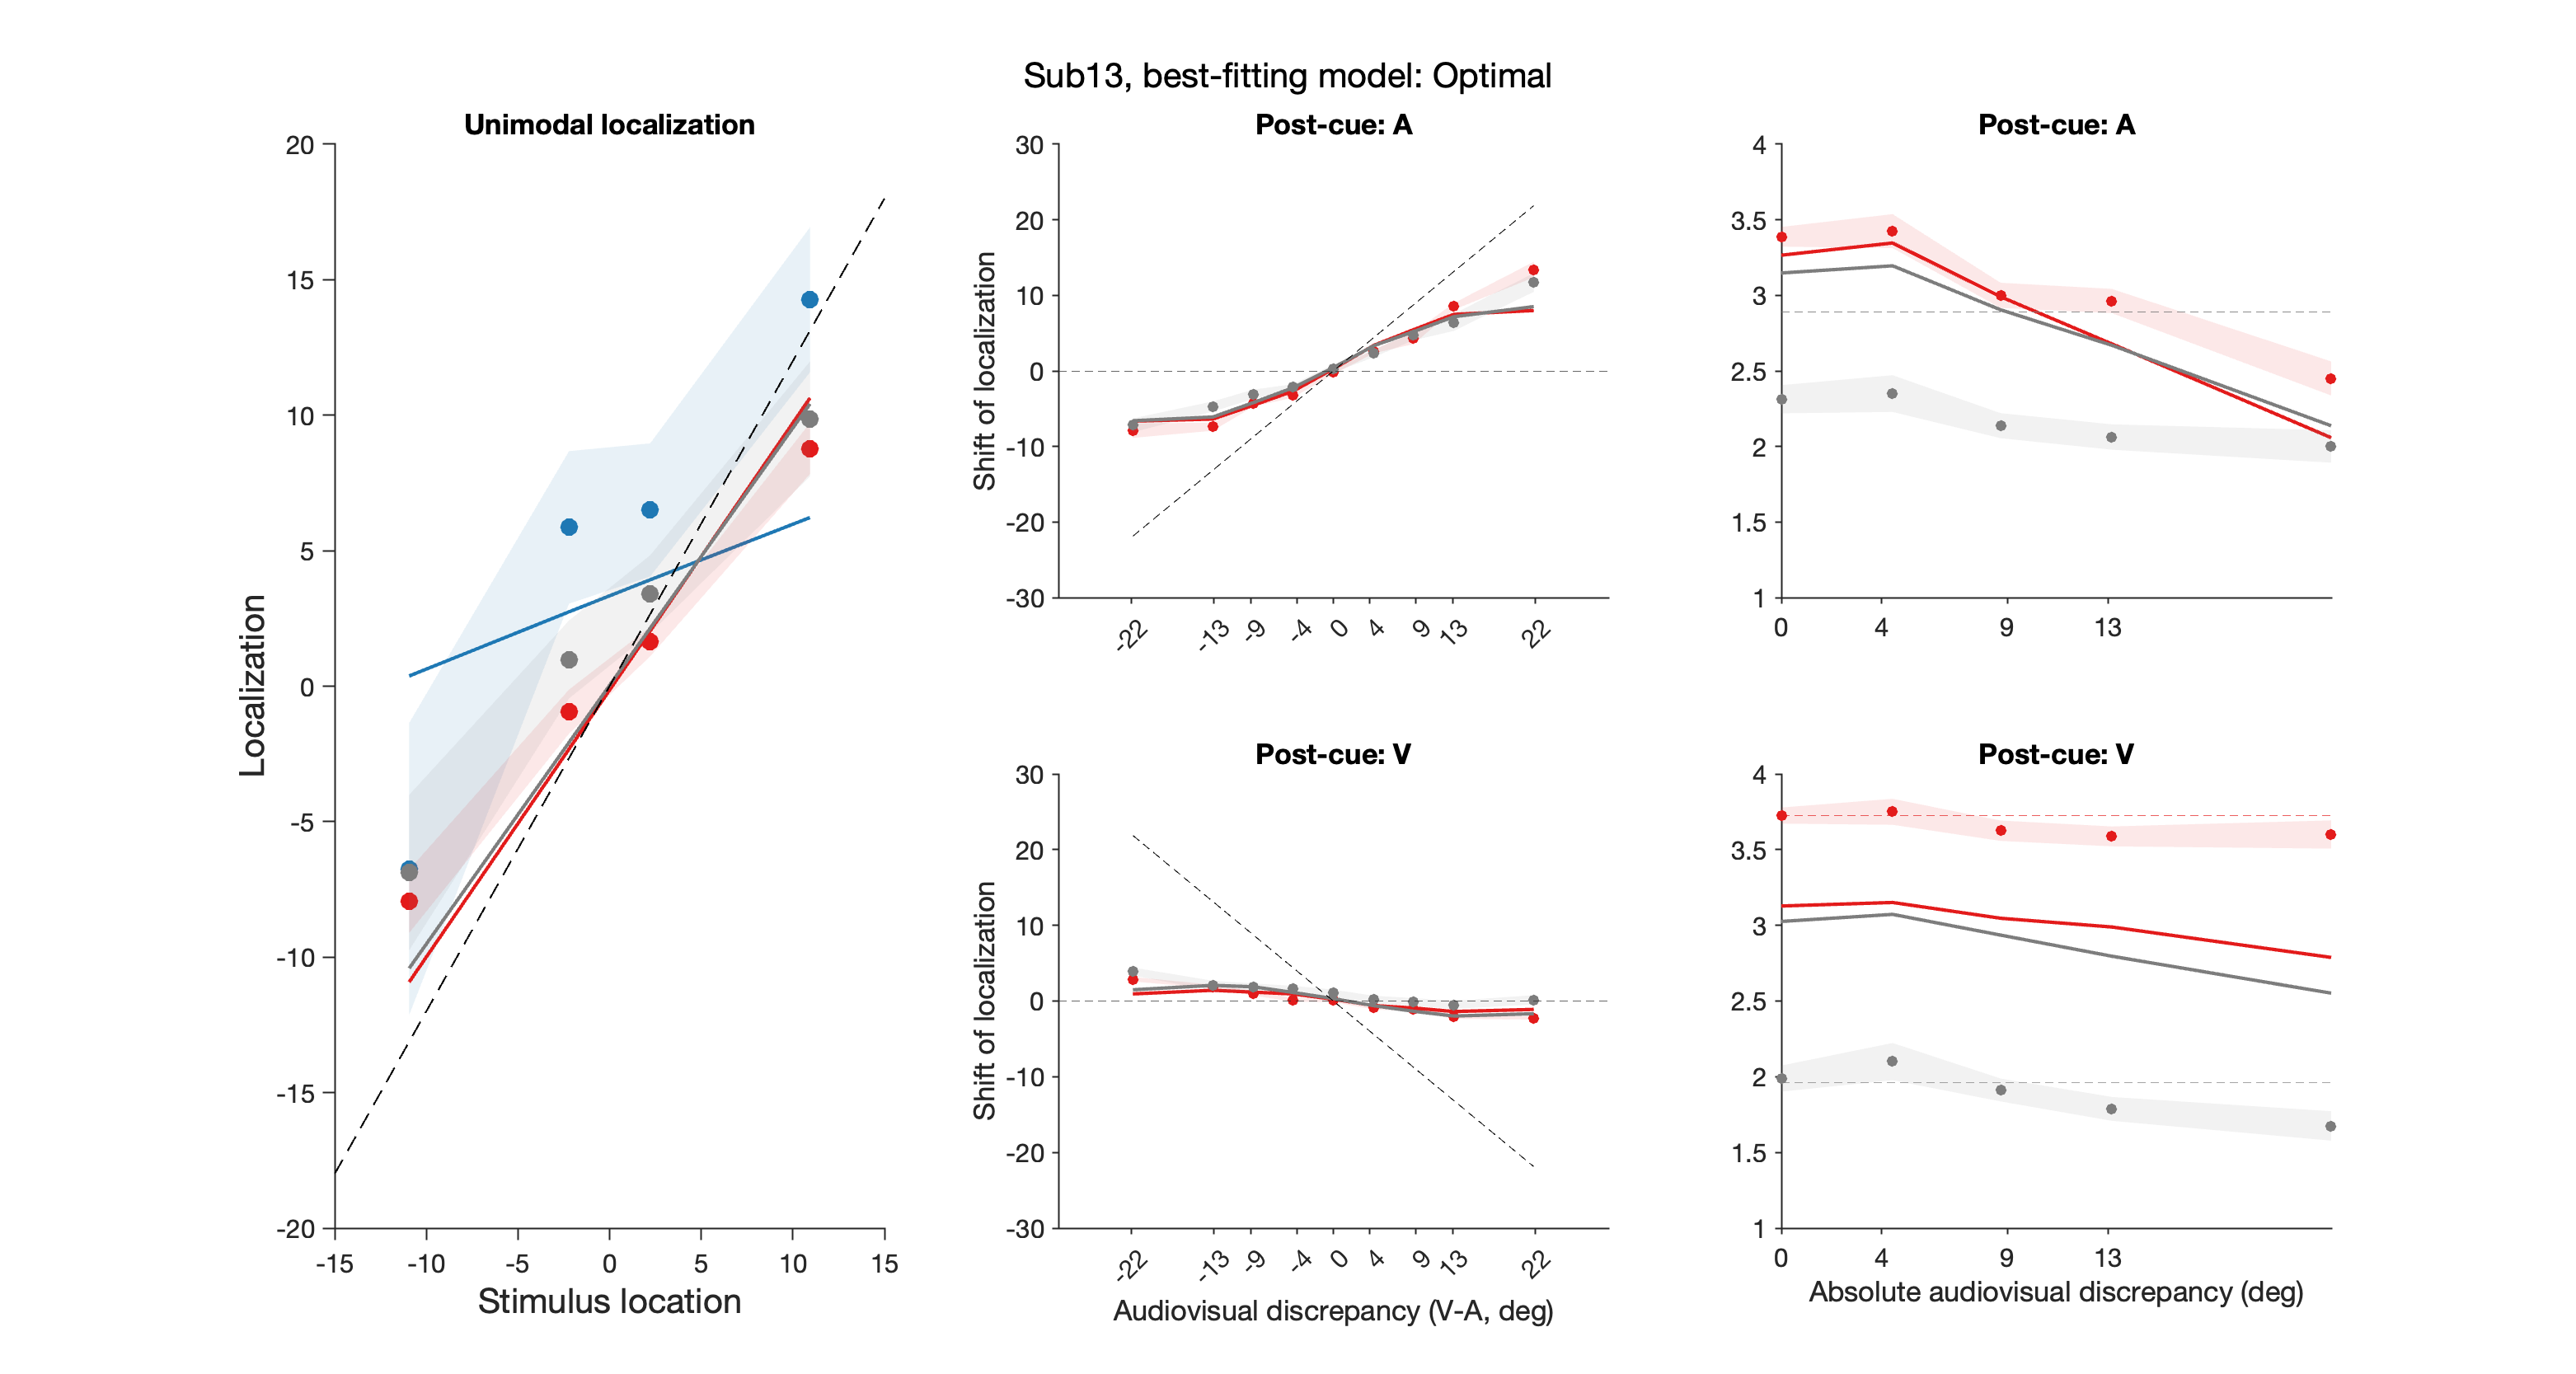 Sub13, best-fitting model: Optimal
Unimodal localization
20
15
10
5
0
-5
-10
-15
-20
-15 -10 -5 0 5 10 15
Localization
Stimulus location
Post-cue: A
30
20
10
0
-10
-20
-30
-22 -13 -9 -4 0 4 9 13 22
Shift of localization
Post-cue: A
4
3.5
3
2.5
2
1.5
1
0 4 9 13
Post-cue: V
30
20
10
0
-10
-20
-30
-22 -13 -9 -4 0 4 9 13 22
Shift of localization
Audiovisual discrepancy (V-A, deg)
Post-cue: V
4
3.5
3
2.5
2
1.5
1
0 4 9 13
Absolute audiovisual discrepancy (deg)